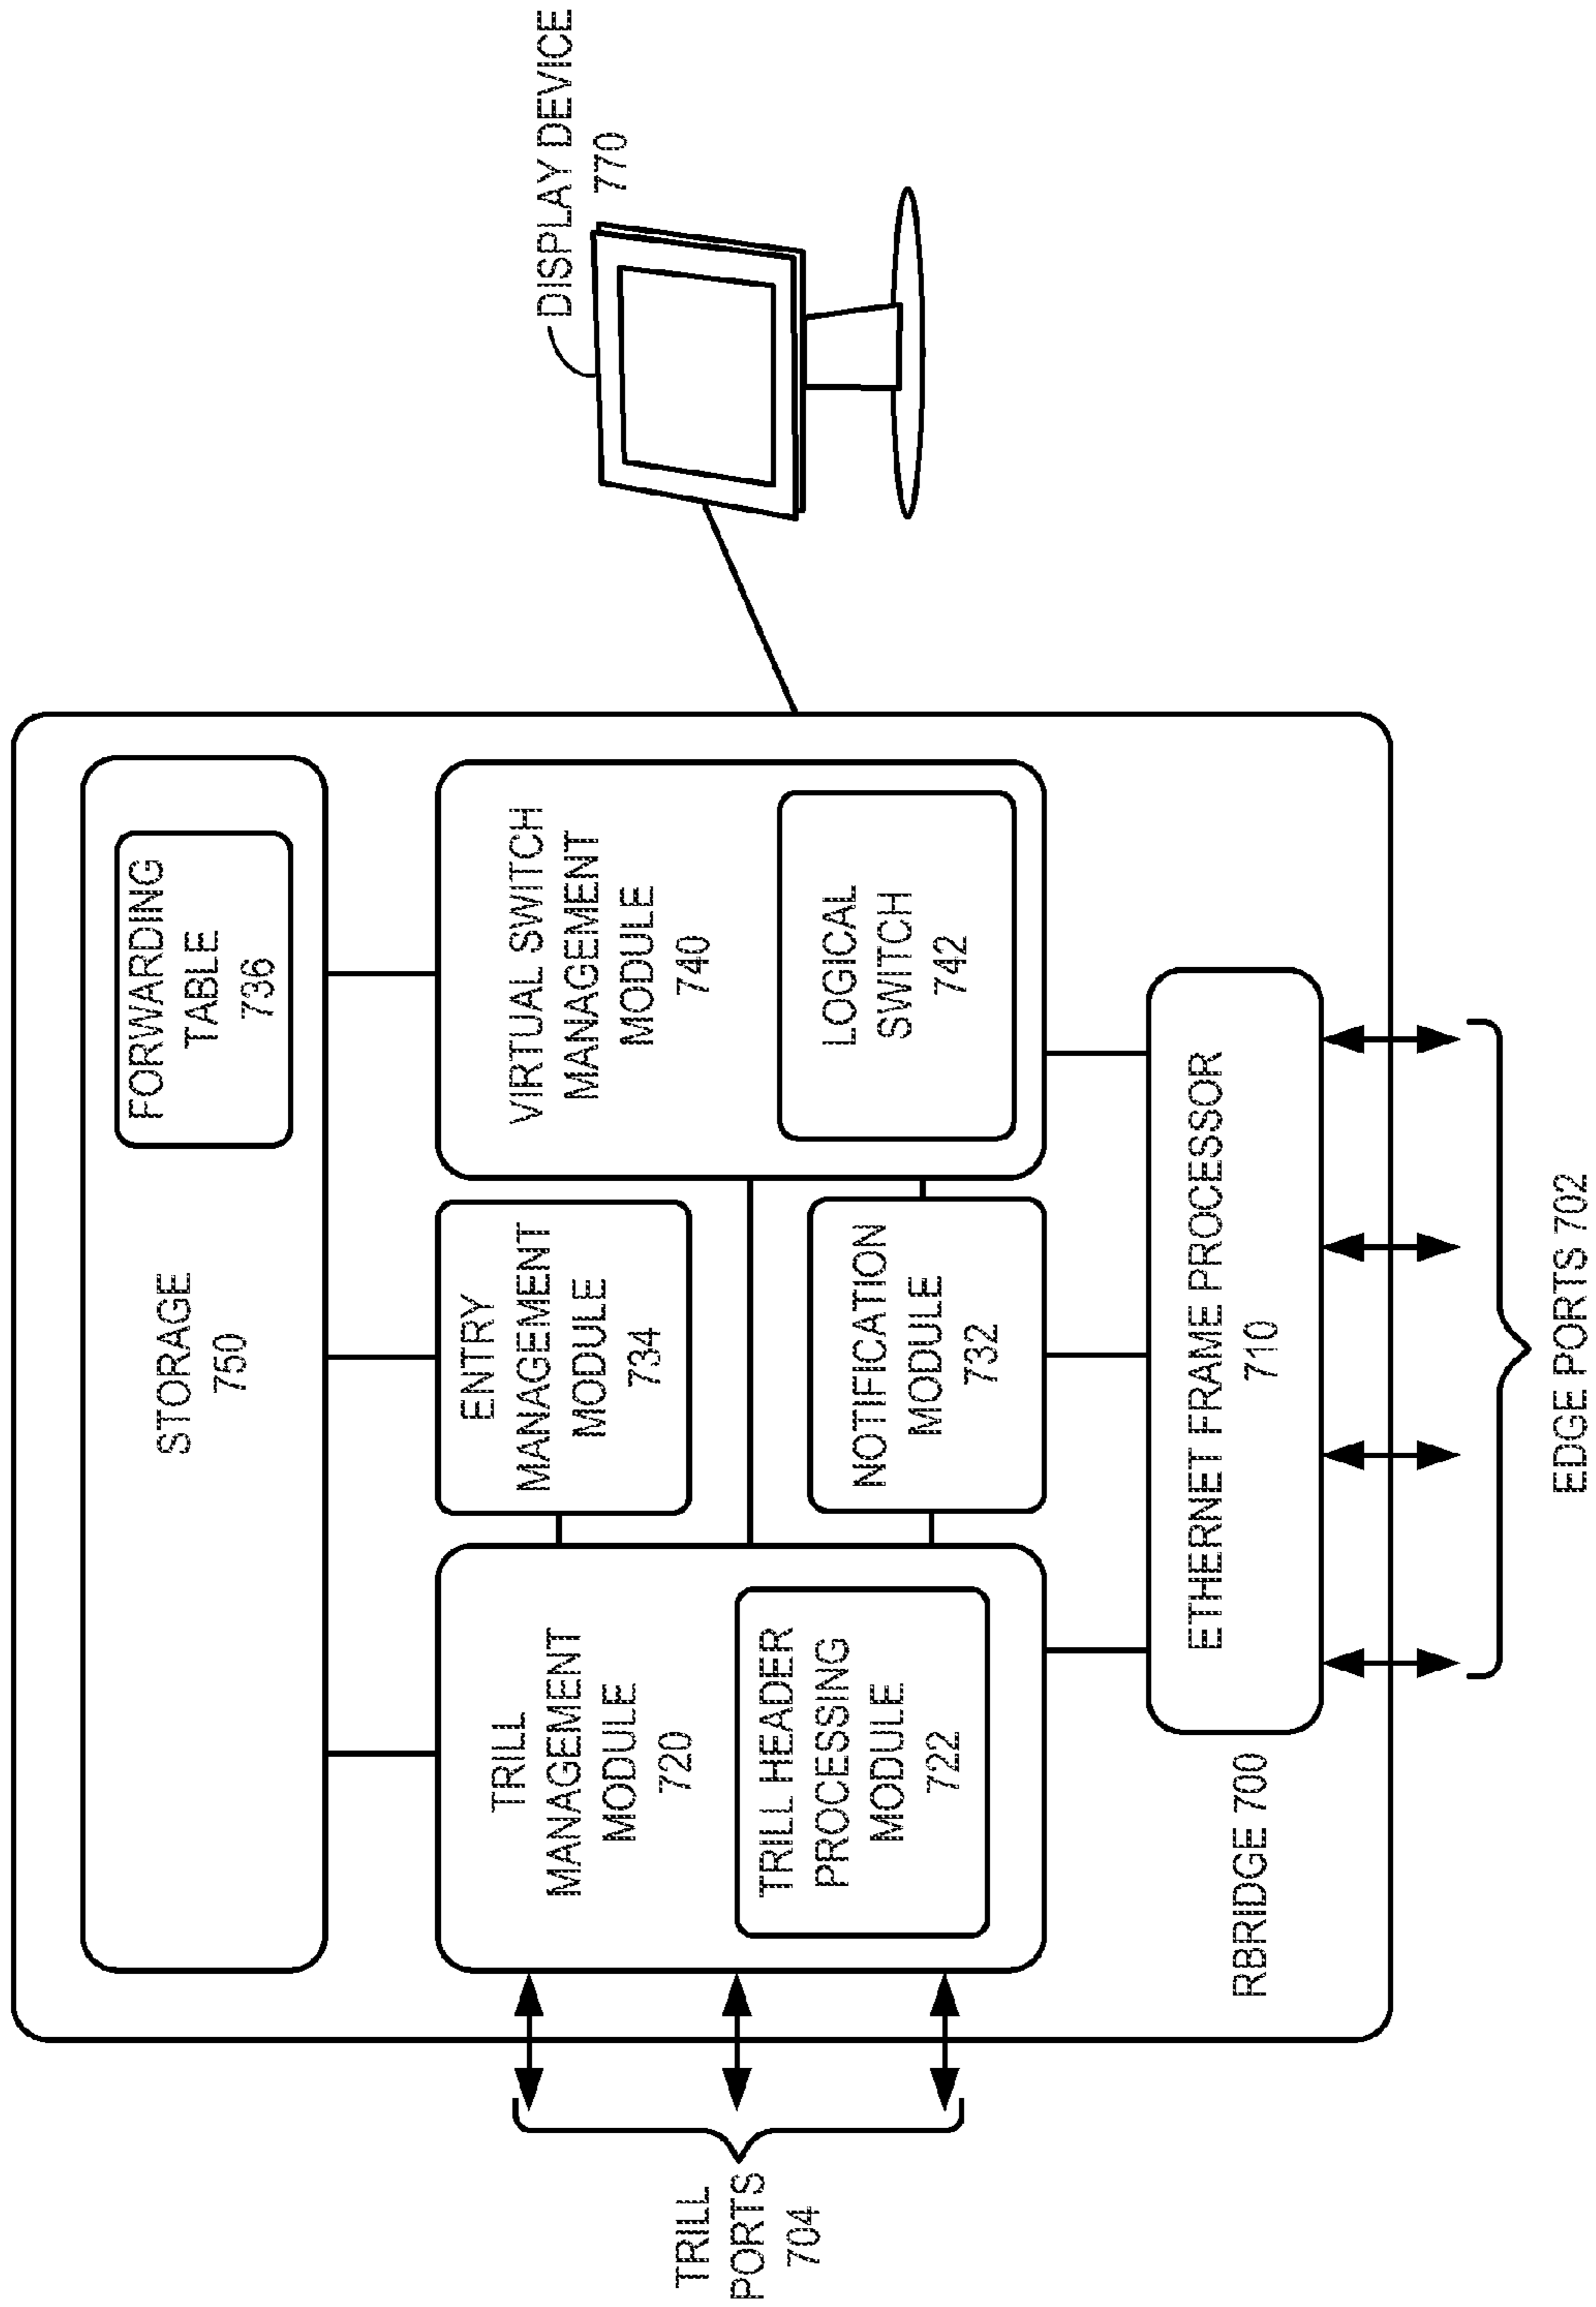 DISPLAY DEVICE
770
STORAGE
750
FORWARDING
TABLE
736
TRILL
MANAGEMENT
MODULE
720
TRILL HEADER
PROCESSING
MODULE
722
ENTRY
MANAGEMENT
MODULE
734
NOTIFICATION
MODULE
732
VIRTUAL SWITCH
MANAGEMENT
MODULE
740
LOGICAL
SWITCH
742
TRILL
PORTS
704
ETHERNET FRAME PROCESSOR
710
RBRIDGE 700
EDGE PORTS 702